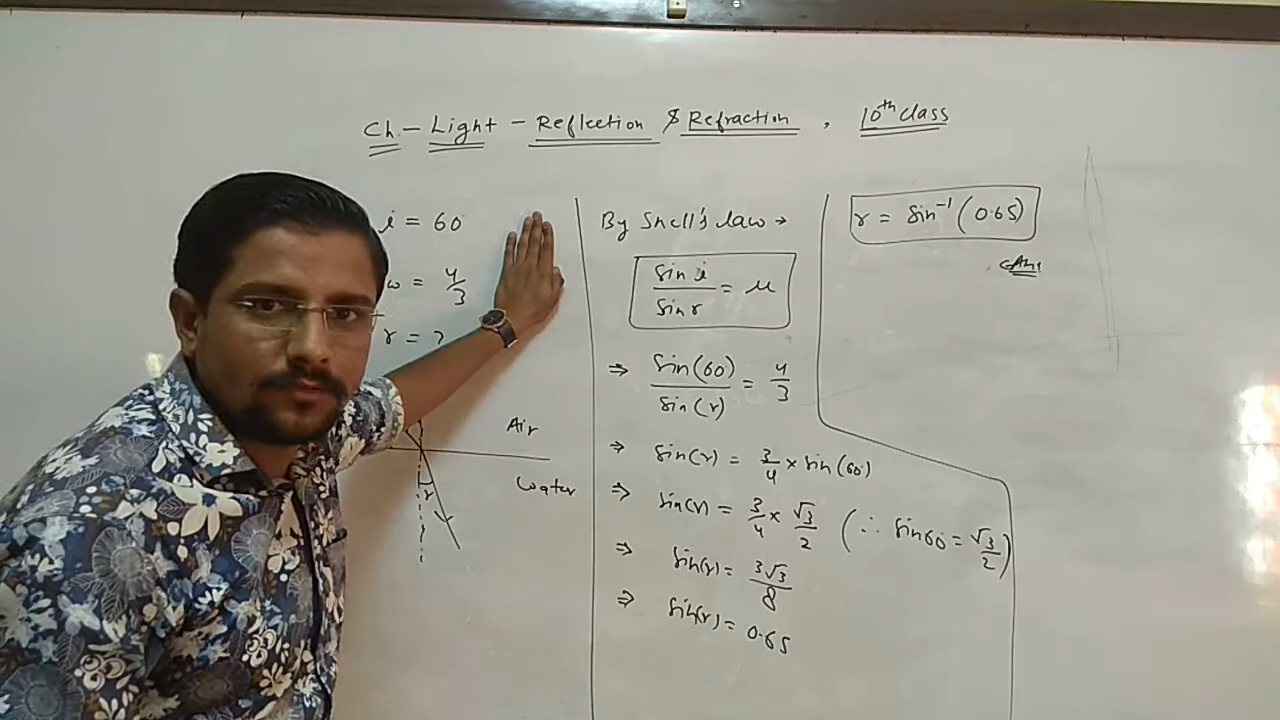 Ch - Light - Reflection & Refraction , 10th Class
i = 60
w = 4/3
r = ?
Air
Water
r
By Snell's law →
sin i / sin r = μ
⇒ sin(60) / sin(r) = 4/3
⇒ sin(r) = 3/4 × sin(60)
⇒ sin(r) = 3/4 × √3/2 (∴ sin60 = √3/2)
⇒ sin(r) = 3√3/8
⇒ sin(r) = 0.65
r = sin⁻¹(0.65)
Ans